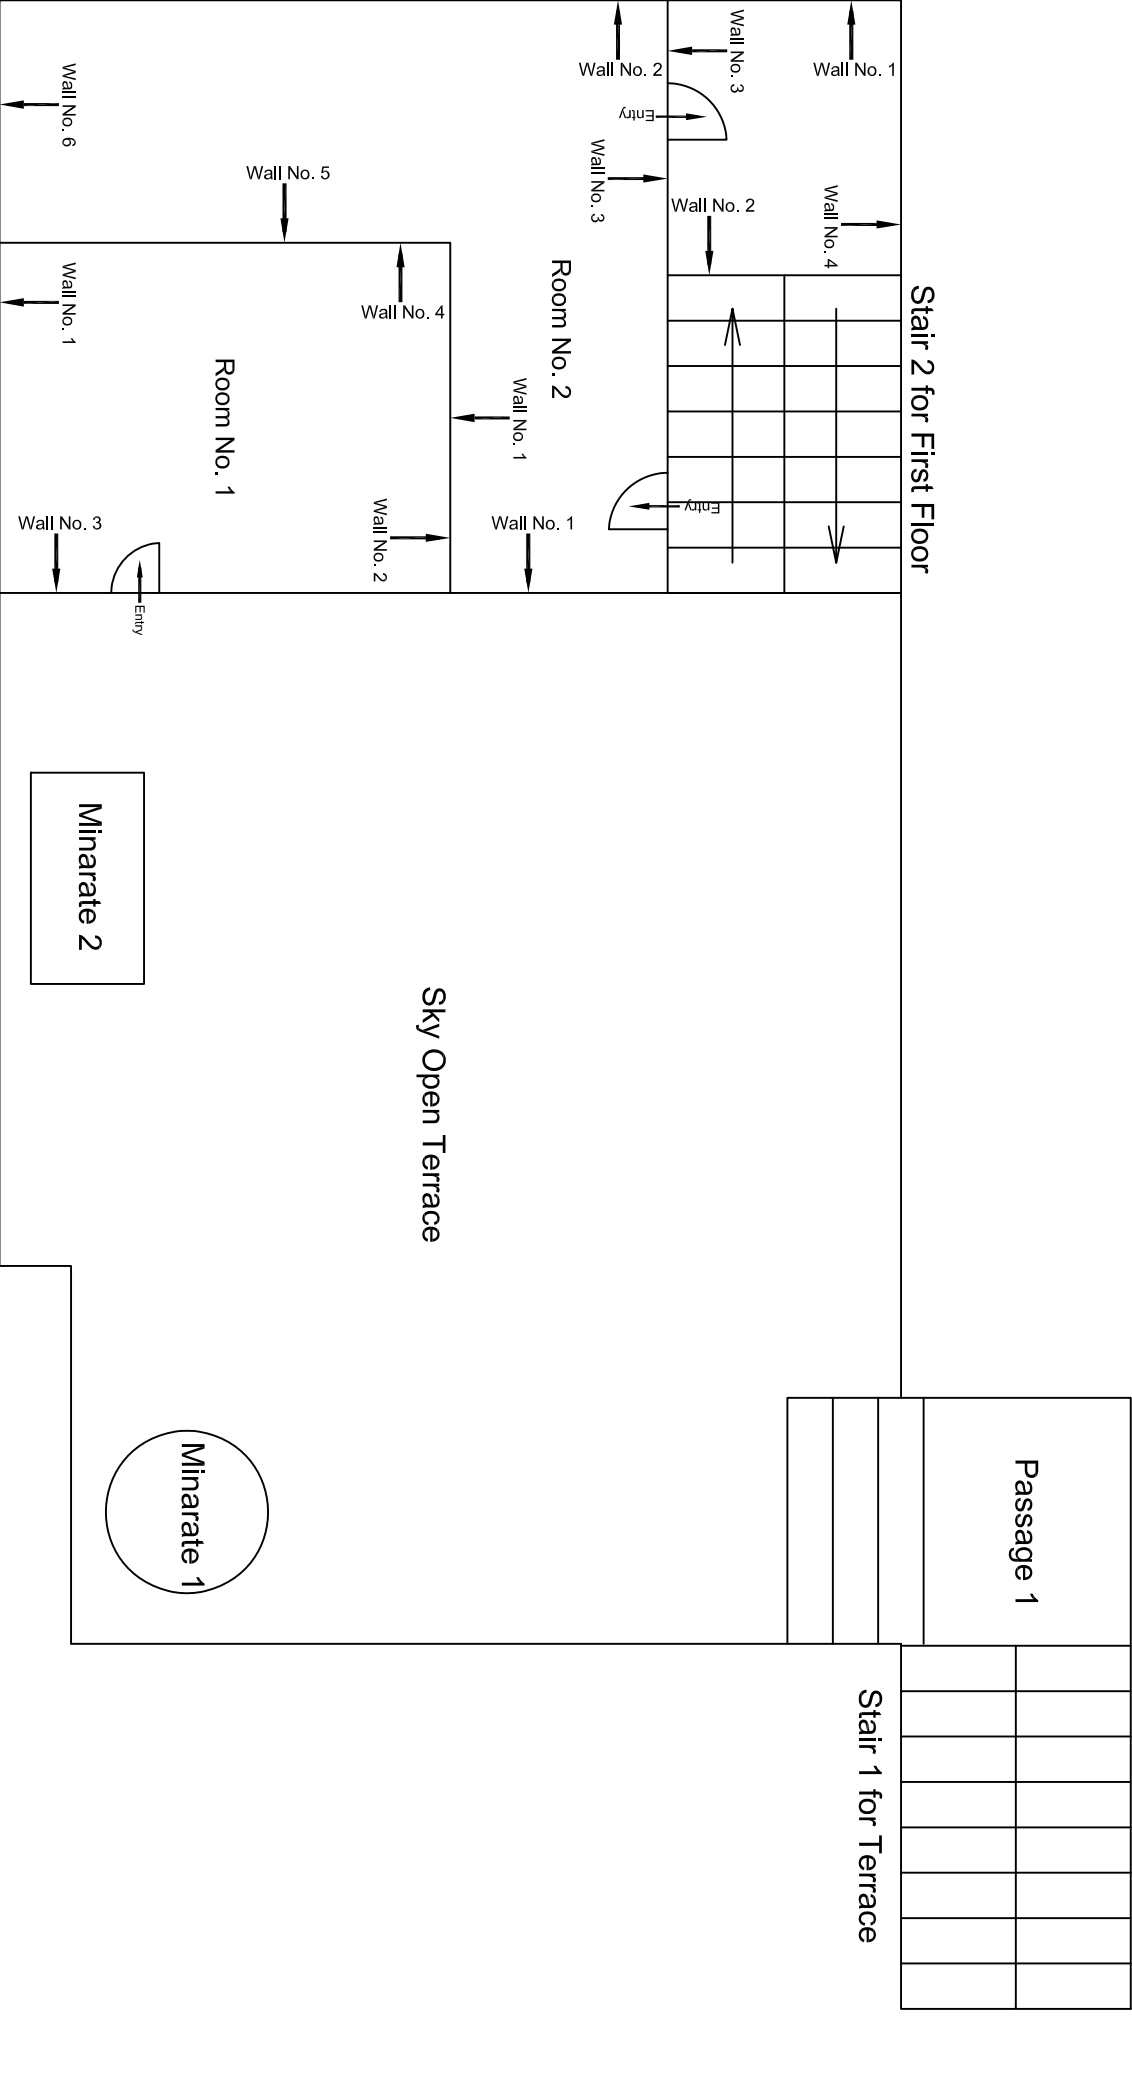 Wall No. 2
Wall No. 3
Wall No. 1
Wall No. 6
Entry
Wall No. 5
Wall No. 3
Wall No. 2
Wall No. 4
Wall No. 1
Wall No. 4
Room No. 2
Stair 2 for First Floor
Room No. 1
Wall No. 1
Wall No. 3
Wall No. 2
Wall No. 1
Entry
Entry
Minarate 2
Sky Open Terrace
Minarate 1
Passage 1
Stair 1 for Terrace